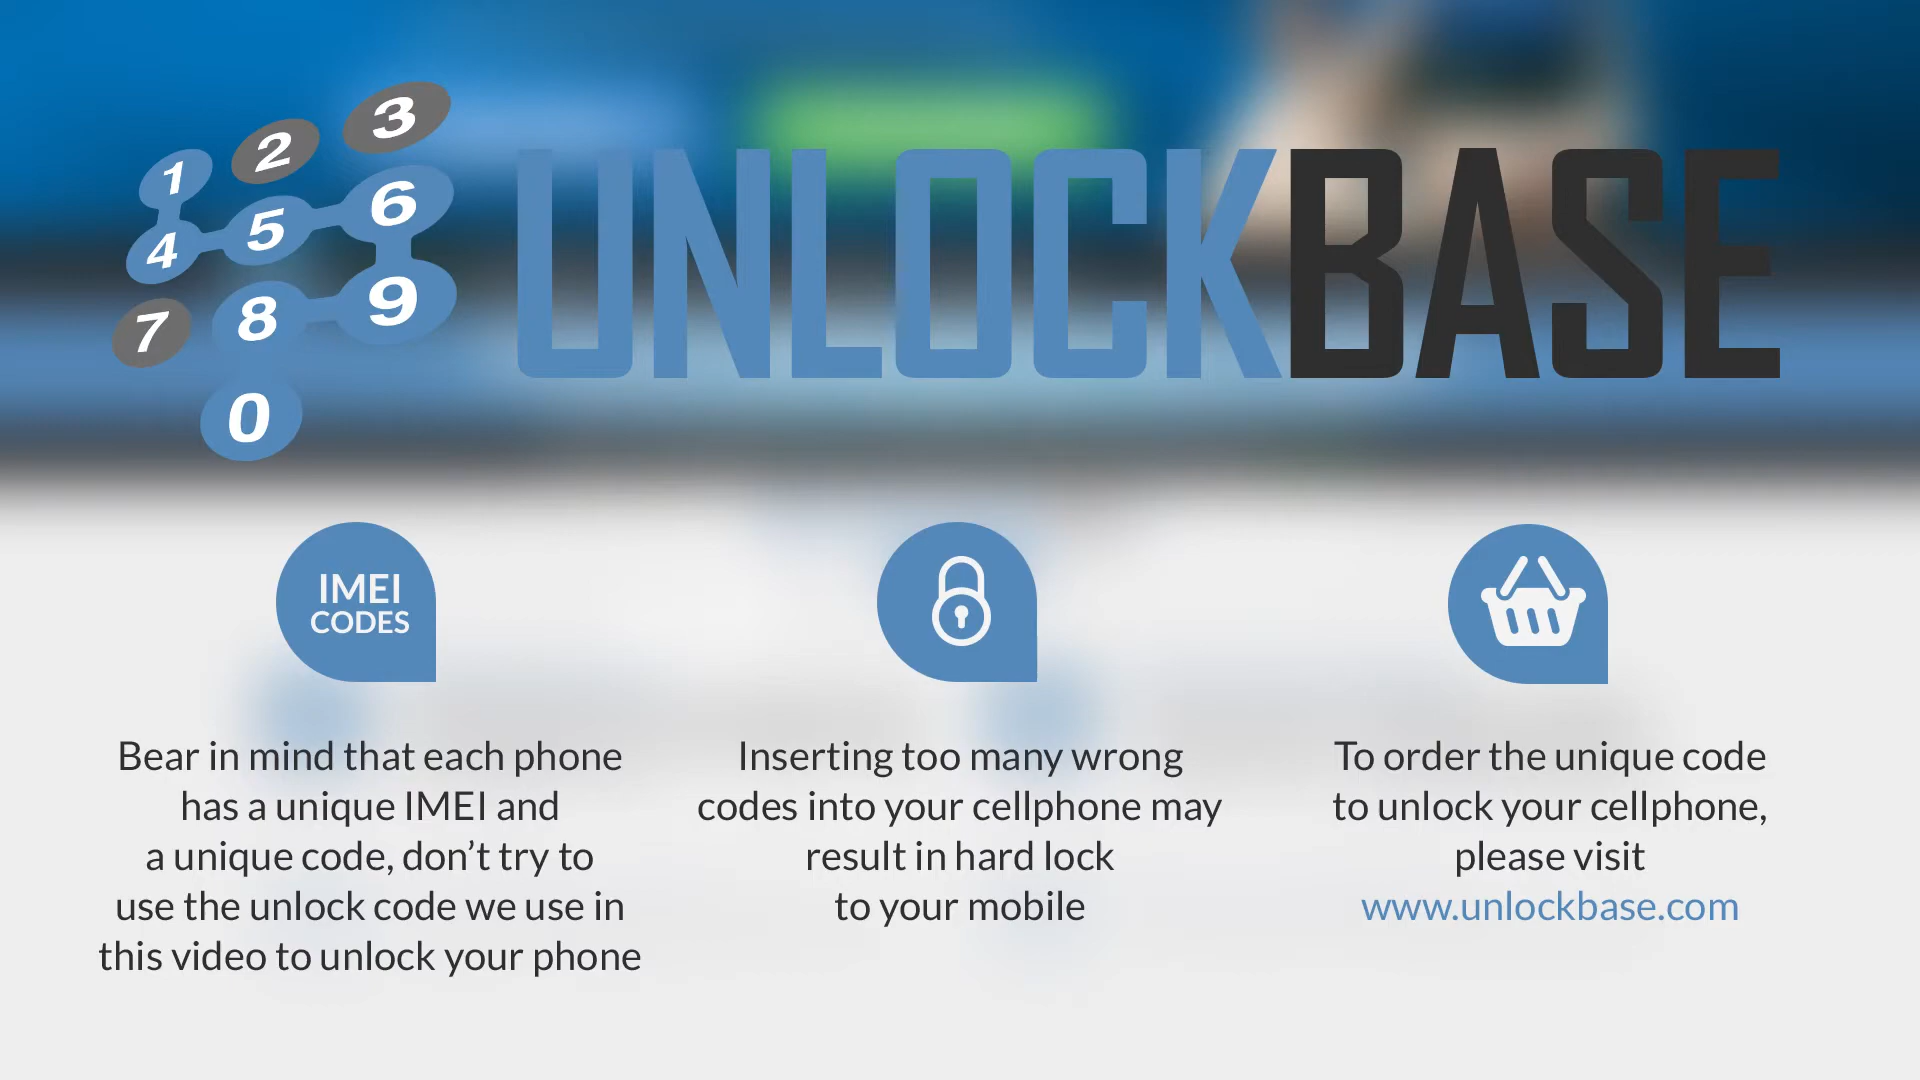 1 2 3
4 5 6
7 8 9
0
UNLOCKBASE
IMEI
CODES
Bear in mind that each phone
has a unique IMEI and
a unique code, don’t try to
use the unlock code we use in
this video to unlock your phone
Inserting too many wrong
codes into your cellphone may
result in hard lock
to your mobile
To order the unique code
to unlock your cellphone,
please visit
www.unlockbase.com